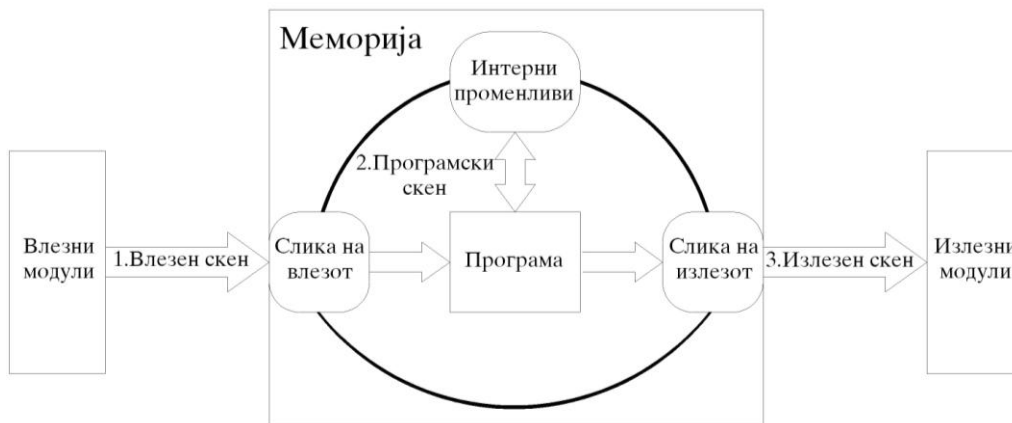 Меморија
Интерни
променливи
2.Програмски
скен
Влезни
модули
1.Влезен скен
Слика на
влезот
Програма
Слика на
излезот
3.Излезен скен
Излезни
модули